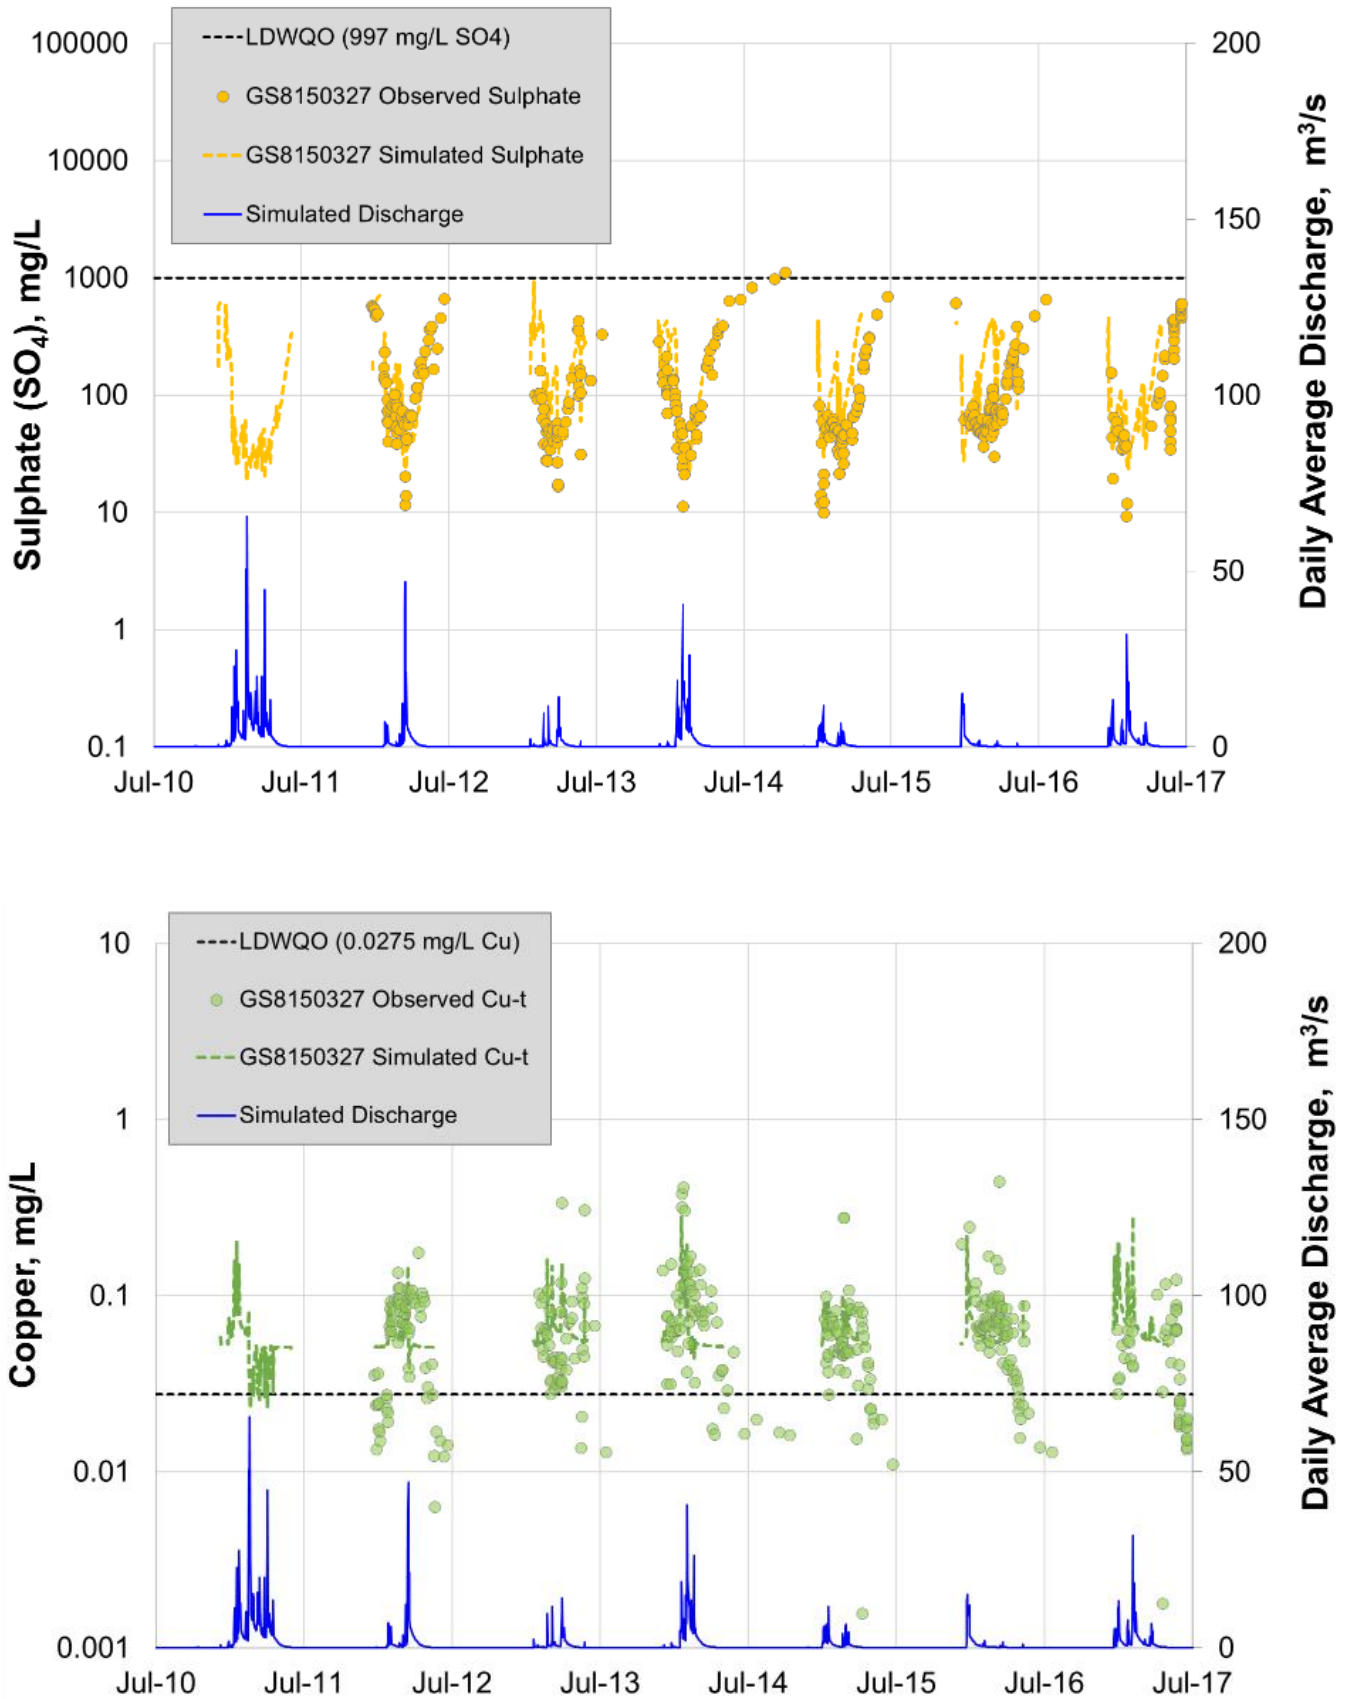 LDWQO (997 mg/L SO4)
GS8150327 Observed Sulphate
GS8150327 Simulated Sulphate
Simulated Discharge
Sulphate (SO4), mg/L
100000
10000
1000
100
10
1
0.1
200
150
100
50
0
Daily Average Discharge, m3/s
Jul-10 Jul-11 Jul-12 Jul-13 Jul-14 Jul-15 Jul-16 Jul-17
LDWQO (0.0275 mg/L Cu)
GS8150327 Observed Cu-t
GS8150327 Simulated Cu-t
Simulated Discharge
Copper, mg/L
10
1
0.1
0.01
0.001
200
150
100
50
0
Daily Average Discharge, m3/s
Jul-10 Jul-11 Jul-12 Jul-13 Jul-14 Jul-15 Jul-16 Jul-17